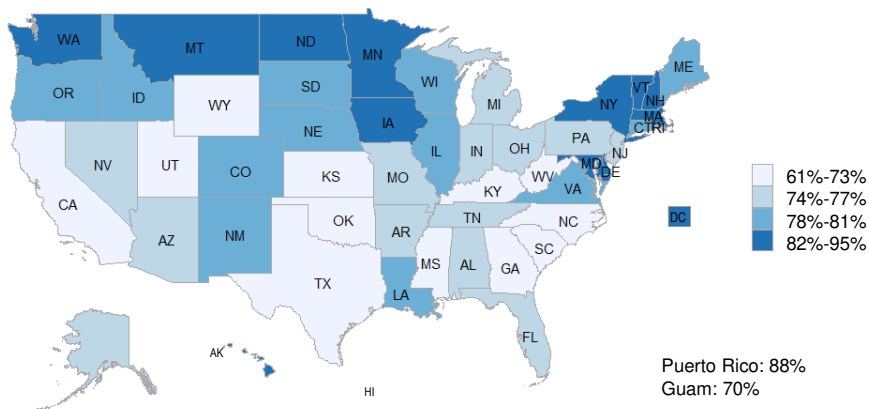 WA
MT
ND
MN
VT
ME
OR
ID
SD
WI
NY
NH
MA
WY
MI
CT RI
IA
NE
PA
NJ
NV
UT
CO
IL
IN
OH
MD
DE
CA
KS
MO
KY
WV
VA
61%-73%
74%-77%
78%-81%
82%-95%
AZ
NM
OK
AR
TN
NC
SC
DC
TX
LA
MS
AL
GA
FL
AK
HI
Puerto Rico: 88%
Guam: 70%